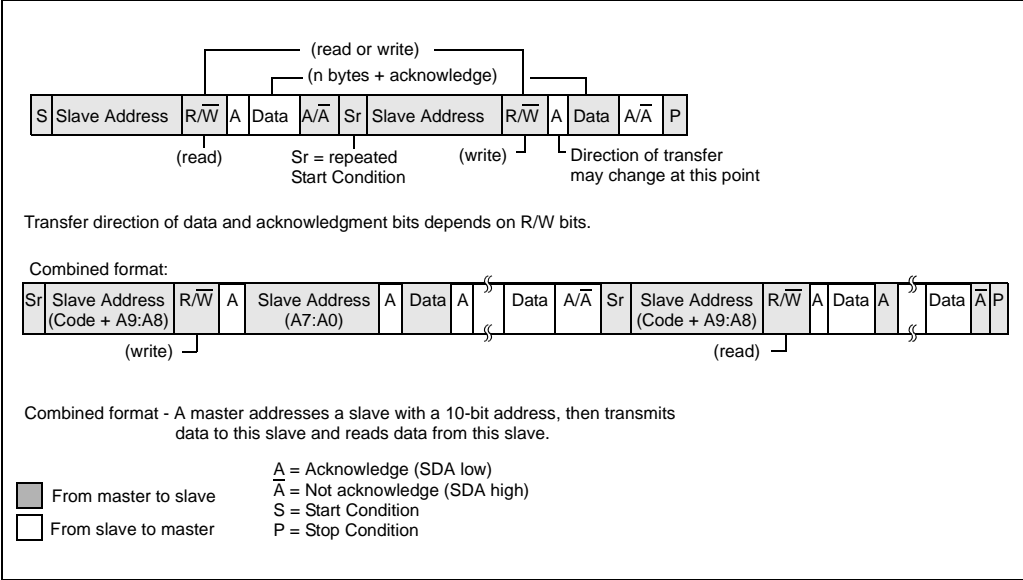 (read or write)
(n bytes + acknowledge)
S Slave Address R/W̅ A Data A/A̅ Sr Slave Address R/W̅ A Data A/A̅ P
(read) Sr = repeated (write) Direction of transfer
Start Condition may change at this point
Transfer direction of data and acknowledgment bits depends on R/W bits.
Combined format:
Sr Slave Address R/W̅ A Slave Address A Data A Data A/A̅ Sr Slave Address R/W̅ A Data A Data A̅ P
(Code + A9:A8) (A7:A0) (Code + A9:A8)
(write) (read)
Combined format - A master addresses a slave with a 10-bit address, then transmits
data to this slave and reads data from this slave.
A = Acknowledge (SDA low)
A̅ = Not acknowledge (SDA high)
S = Start Condition
P = Stop Condition
From master to slave
From slave to master